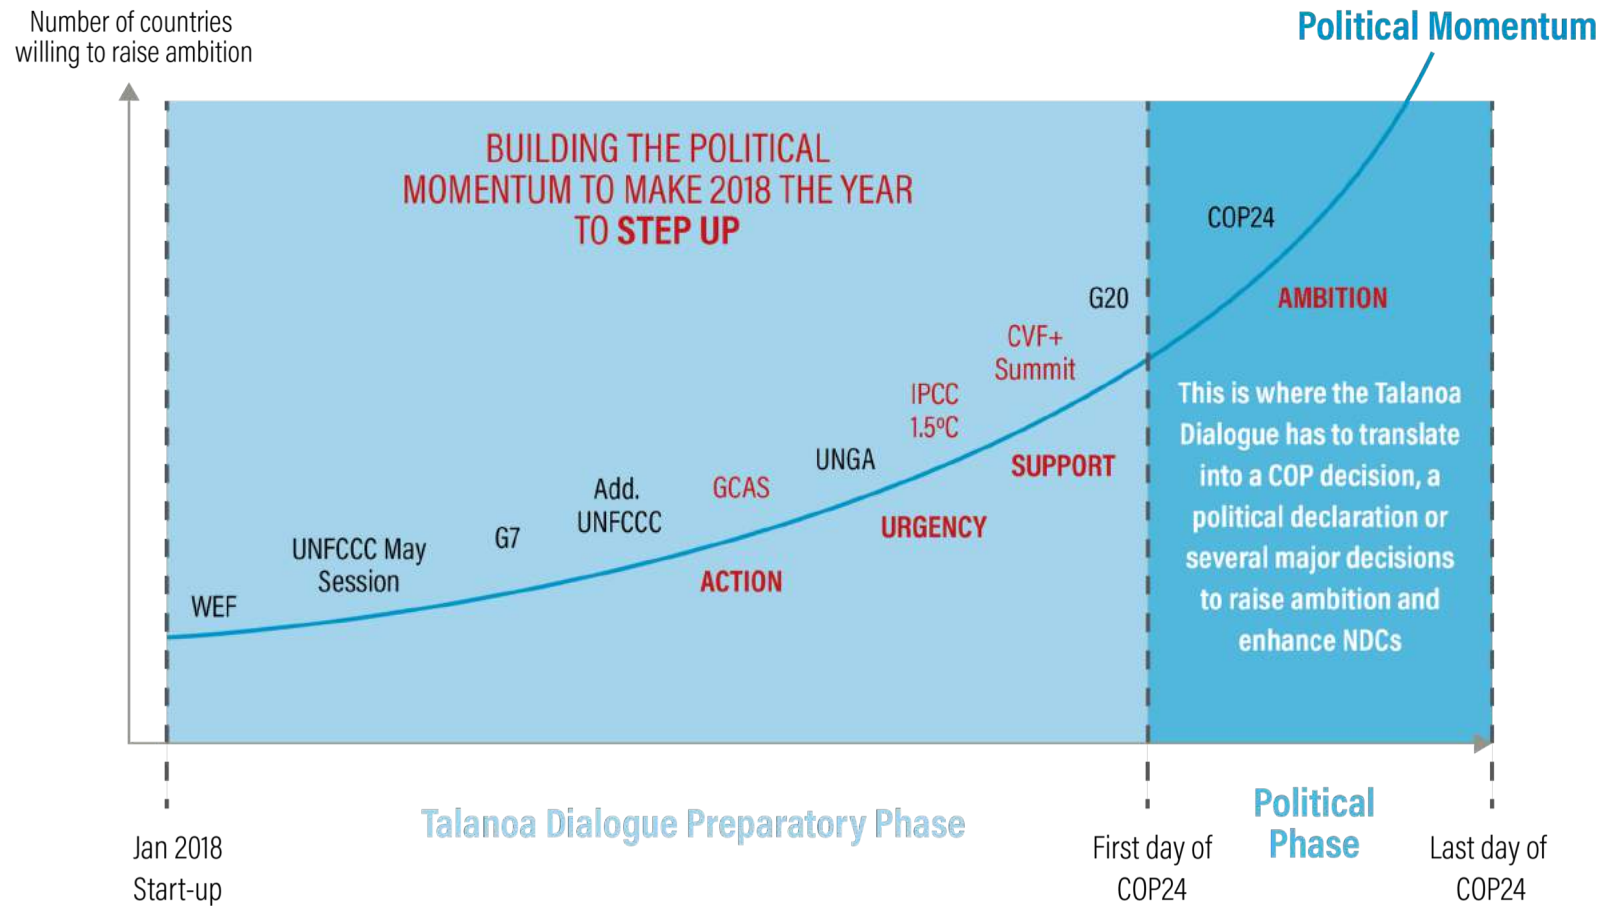 Number of countries
willing to raise ambition
Political Momentum
BUILDING THE POLITICAL
MOMENTUM TO MAKE 2018 THE YEAR
TO STEP UP
COP24
G20
AMBITION
CVF+
Summit
IPCC
1.5ºC
This is where the Talanoa
Dialogue has to translate
into a COP decision, a
political declaration or
several major decisions
to raise ambition and
enhance NDCs
UNGA
SUPPORT
GCAS
Add.
UNFCCC
URGENCY
G7
UNFCCC May
Session
ACTION
WEF
Talanoa Dialogue Preparatory Phase
Political
Phase
Jan 2018
Start-up
First day of
COP24
Last day of
COP24